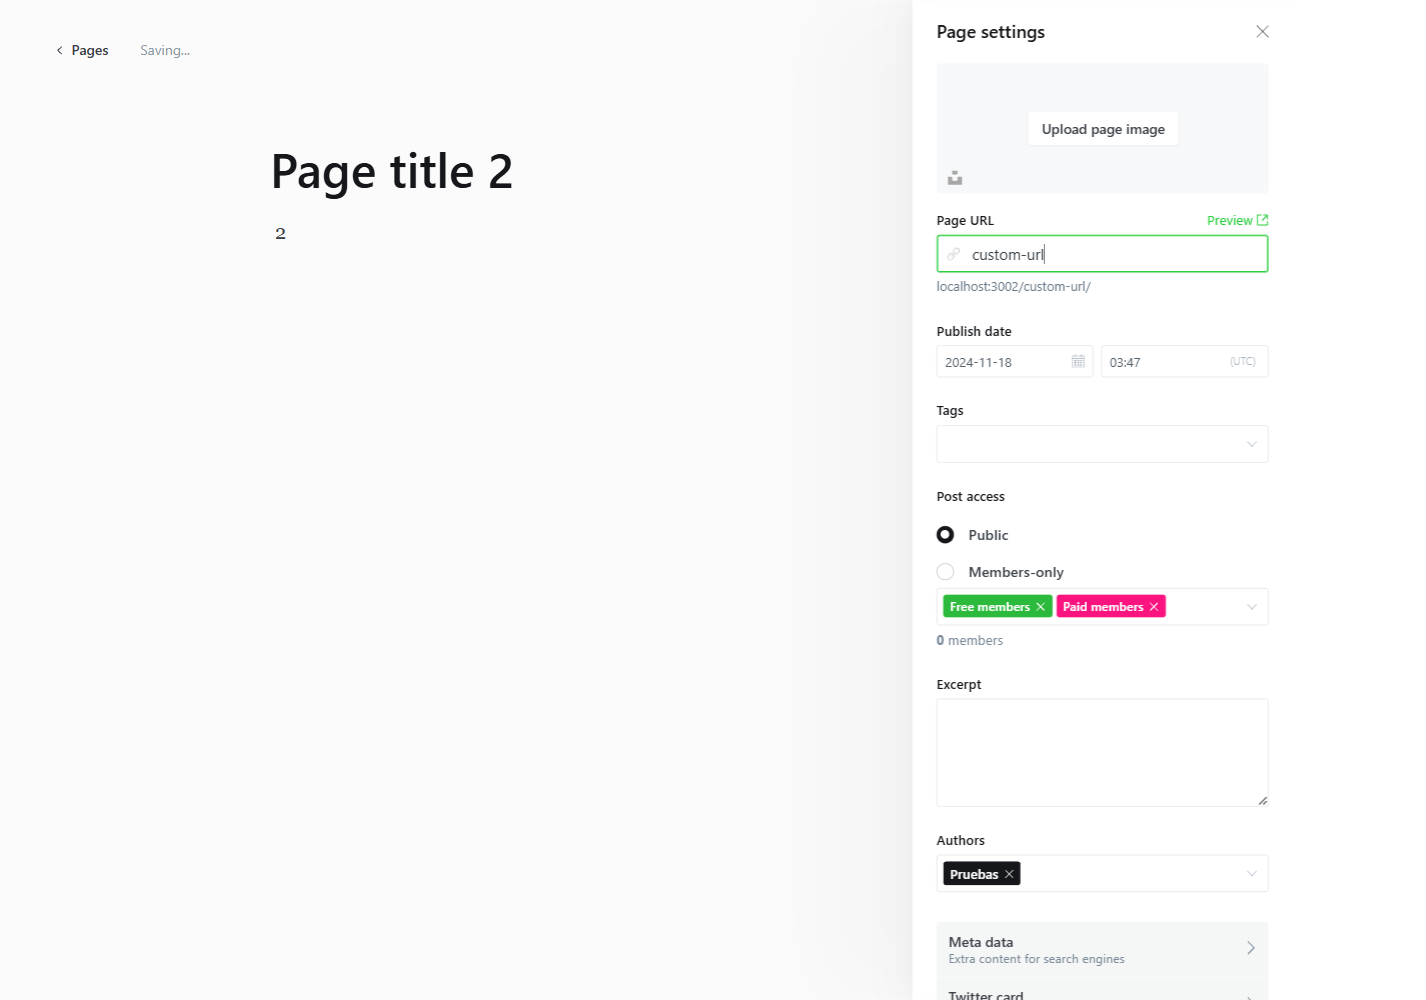 Pages
Saving...
Page title 2
2
Page settings
Upload page image
Page URL
Preview
custom-url
localhost:3002/custom-url/
Publish date
2024-11-18
03:47
(UTC)
Tags
Post access
Public
Members-only
Free members
Paid members
0 members
Excerpt
Authors
Pruebas
Meta data
Extra content for search engines
Twitter card